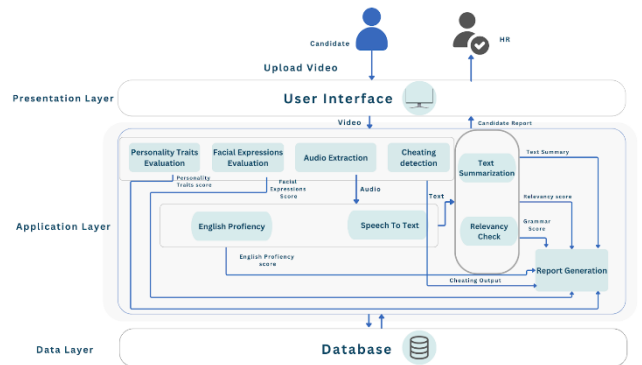 Candidate
HR
Upload Video
Presentation Layer
User Interface
Video
Candidate Report
Personality Traits
Evaluation
Facial Expressions
Evaluation
Audio Extraction
Cheating
detection
Text
Summarization
Text Summary
Personality
Traits score
Facial
Expressions
Score
Audio
Text
Relevancy score
Application Layer
English Profiency
Speech To Text
Relevancy
Check
Grammar
Score
English Profiency
score
Cheating Output
Report Generation
Data Layer
Database